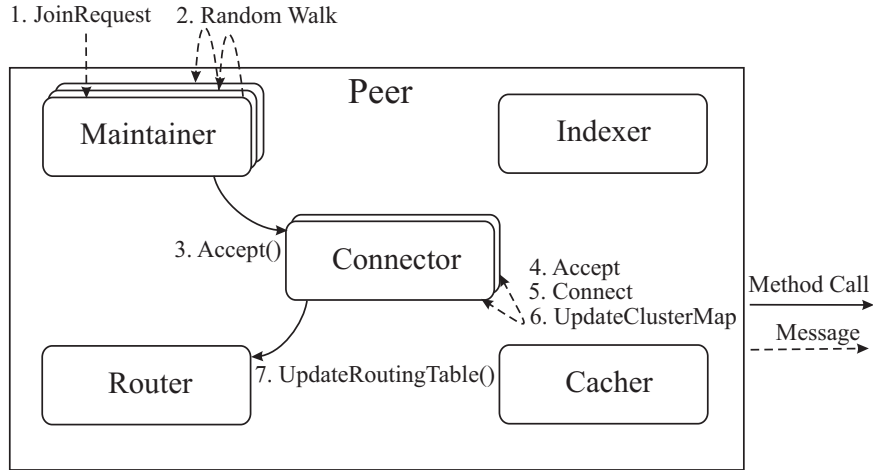 1. JoinRequest
2. Random Walk
Peer
Maintainer
Indexer
3. Accept()
Connector
4. Accept
5. Connect
6. UpdateClusterMap
Method Call
Message
Router
7. UpdateRoutingTable()
Cacher